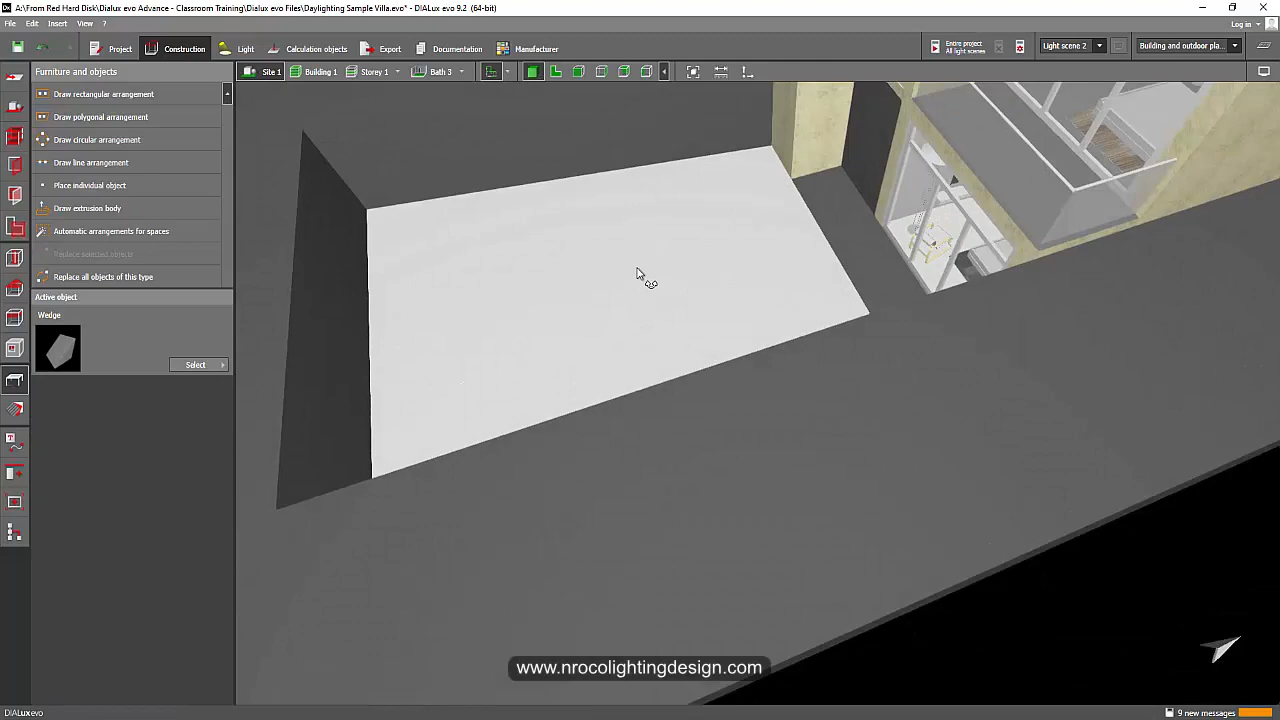 Dx A:\From Red Hard Disk\Dialux evo Advance - Classroom Training\Dialux evo Files\Daylighting Sample Villa.evo* - DIALux evo 9.2 (64-bit)
File Edit Insert View ?
Log in
Project Construction Light Calculation objects Export Documentation Manufacturer
Entire project
All light scenes
Light scene 2
Building and outdoor pla...
Furniture and objects
Site 1 Building 1 Storey 1 Bath 3
Draw rectangular arrangement
Draw polygonal arrangement
Draw circular arrangement
Draw line arrangement
Place individual object
Draw extrusion body
Automatic arrangements for spaces
Replace selected objects
Replace all objects of this type
Active object
Wedge
Select
www.nrocolightingdesign.com
DIALuxevo
9 new messages